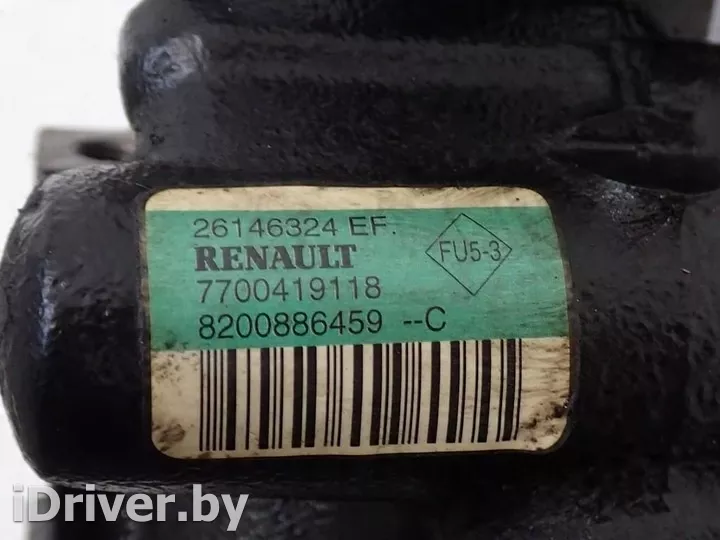 26146324 EF.
RENAULT
FU5-3
7700419118
8200886459 --C
iDriver.by